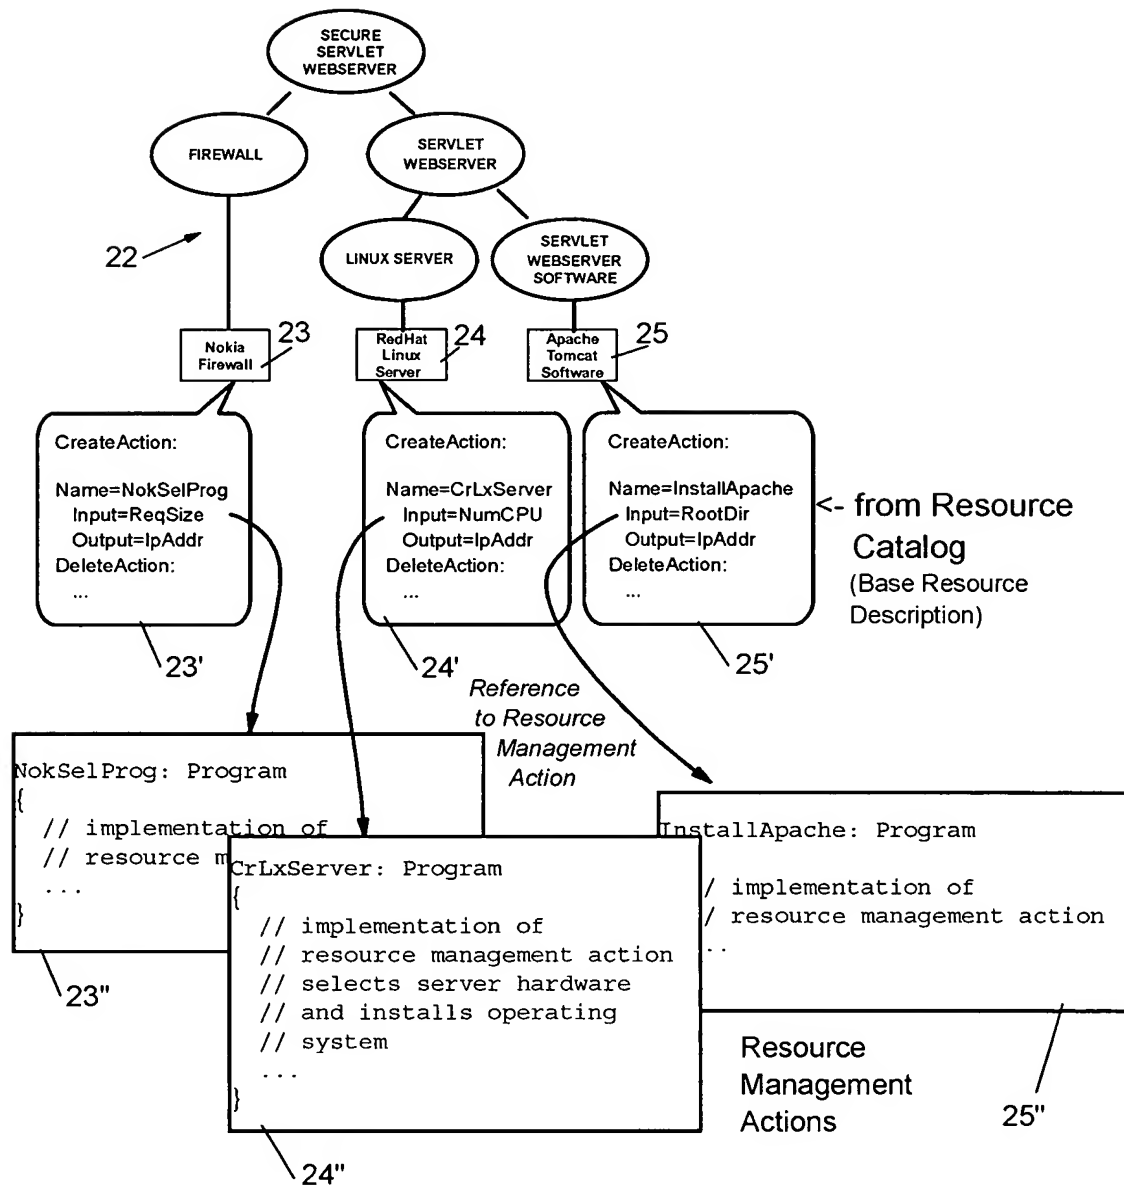 SECURE
SERVLET
WEBSERVER
FIREWALL
SERVLET
WEBSERVER
22
LINUX SERVER
SERVLET
WEBSERVER
SOFTWARE
Nokia
Firewall
23
RedHat
Linux
Server
24
Apache
Tomcat
Software
25
CreateAction:
Name=NokSelProg
Input=ReqSize
Output=IpAddr
DeleteAction:
...
23'
CreateAction:
Name=CrLxServer
Input=NumCPU
Output=IpAddr
DeleteAction:
...
24'
CreateAction:
Name=InstallApache
Input=RootDir
Output=IpAddr
DeleteAction:
...
25'
<- from Resource
Catalog
(Base Resource
Description)
Reference
to Resource
Management
Action
NokSelProg: Program
{
// implementation of
// resource m
...
}
23"
CrLxServer: Program
{
// implementation of
// resource management action
// selects server hardware
// and installs operating
// system
...
}
24"
InstallApache: Program
/ implementation of
/ resource management action
..
25"
Resource
Management
Actions